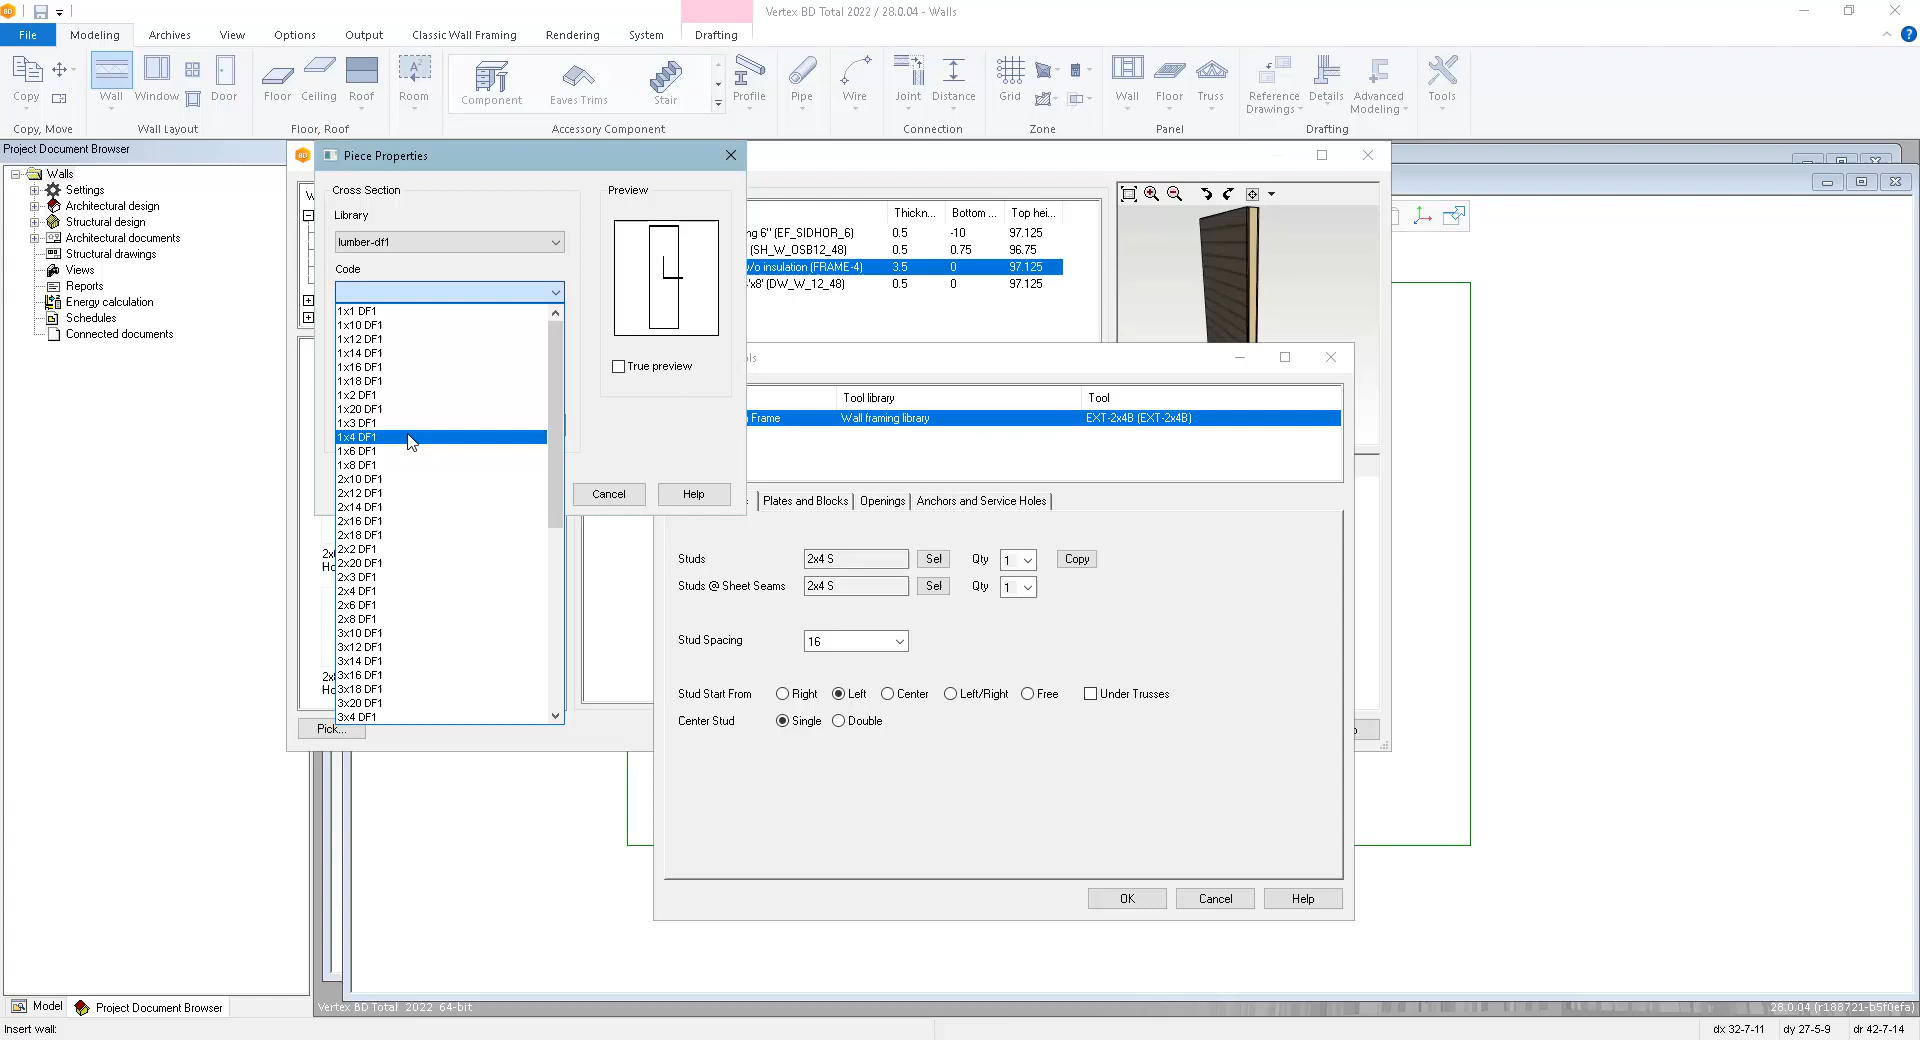 BD
Vertex BD Total 2022 / 28.0.04 - Walls
File
Modeling
Archives
View
Options
Output
Classic Wall Framing
Rendering
System
Drafting
Copy
Wall
Window
Door
Floor
Ceiling
Roof
Room
Component
Eaves Trims
Stair
Profile
Pipe
Wire
Joint
Distance
Grid
Wall
Floor
Truss
Reference
Drawings
Details
Advanced
Modeling
Tools
Copy, Move
Wall Layout
Floor, Roof
Accessory Component
Connection
Zone
Panel
Drafting
Project Document Browser
Walls
Settings
Architectural design
Structural design
Architectural documents
Structural drawings
Views
Reports
Energy calculation
Schedules
Connected documents
BD
Piece Properties
Cross Section
Library
lumber-df1
Code
1x1 DF1
1x10 DF1
1x12 DF1
1x14 DF1
1x16 DF1
1x18 DF1
1x2 DF1
1x20 DF1
1x3 DF1
1x4 DF1
1x6 DF1
1x8 DF1
2x10 DF1
2x12 DF1
2x14 DF1
2x16 DF1
2x18 DF1
2x2 DF1
2x20 DF1
2x3 DF1
2x4 DF1
2x6 DF1
2x8 DF1
3x10 DF1
3x12 DF1
3x14 DF1
3x16 DF1
3x18 DF1
3x20 DF1
3x4 DF1
Preview
True preview
Cancel
Help
Thickn...
Bottom ...
Top hei...
ng 6" (EF_SIDHOR_6) 0.5 -10 97.125
(SH_W_OSB12_48) 0.5 0.75 96.75
w/o insulation (FRAME-4) 3.5 0 97.125
'x8' (DW_W_12_48) 0.5 0 97.125
ls
Tool library
Tool
Frame
Wall framing library
EXT-2x4B (EXT-2x4B)
Plates and Blocks
Openings
Anchors and Service Holes
Studs
2x4 S
Sel
Qty
1
Copy
Studs @ Sheet Seams
2x4 S
Sel
Qty
1
Stud Spacing
16
Stud Start From
Right
Left
Center
Left/Right
Free
Under Trusses
Center Stud
Single
Double
OK
Cancel
Help
Pick...
Model
Project Document Browser
Vertex BD Total 2022 64-bit
28.0.04 (r188721-b5f0efa)
Insert wall:
dx 32-7-11
dy 27-5-9
dr 42-7-14